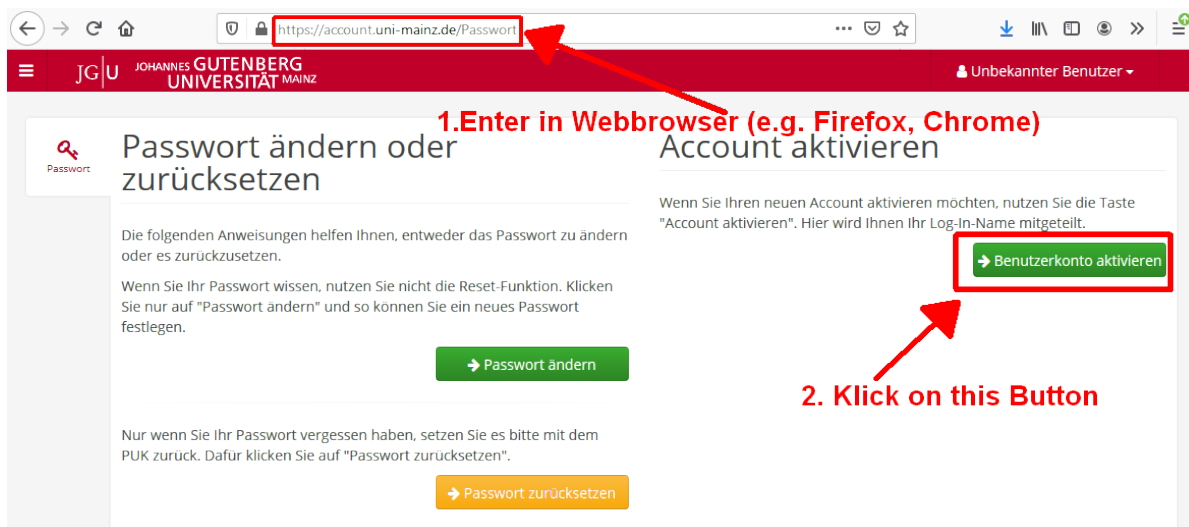 https://account.uni-mainz.de/Passwort
JG|U JOHANNES GUTENBERG
UNIVERSITÄT MAINZ
Unbekannter Benutzer
1.Enter in Webbrowser (e.g. Firefox, Chrome)
Passwort
Passwort ändern oder
zurücksetzen
Die folgenden Anweisungen helfen Ihnen, entweder das Passwort zu ändern
oder es zurückzusetzen.
Wenn Sie Ihr Passwort wissen, nutzen Sie nicht die Reset-Funktion. Klicken
Sie nur auf "Passwort ändern" und so können Sie ein neues Passwort
festlegen.
Passwort ändern
Nur wenn Sie Ihr Passwort vergessen haben, setzen Sie es bitte mit dem
PUK zurück. Dafür klicken Sie auf "Passwort zurücksetzen".
Passwort zurücksetzen
Account aktivieren
Wenn Sie Ihren neuen Account aktivieren möchten, nutzen Sie die Taste
"Account aktivieren". Hier wird Ihnen Ihr Log-In-Name mitgeteilt.
Benutzerkonto aktivieren
2. Klick on this Button